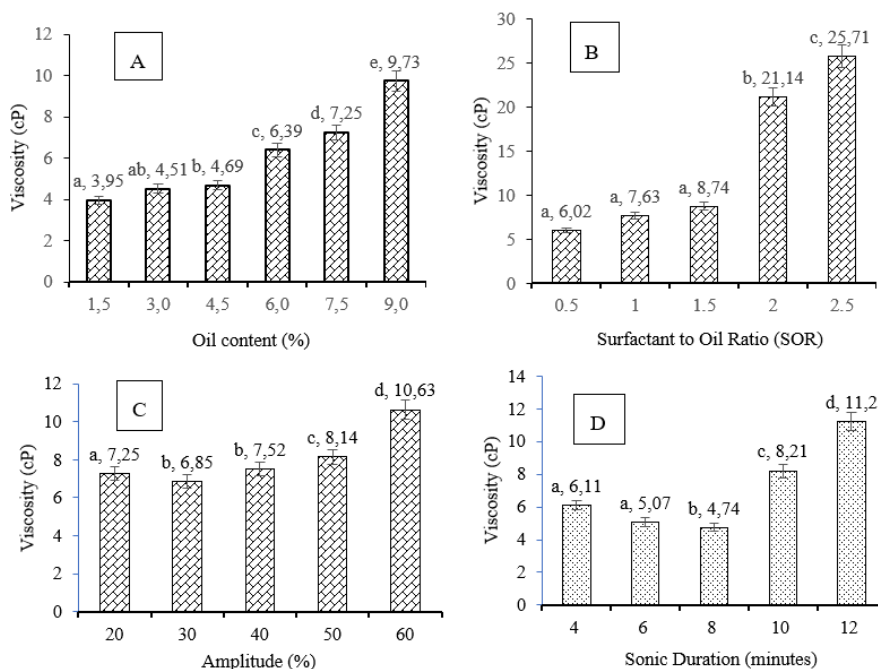 A
Viscosity (cP)
12
10
8
6
4
2
0
a, 3,95
ab, 4,51
b, 4,69
c, 6,39
d, 7,25
e, 9,73
1,5 3,0 4,5 6,0 7,5 9,0
Oil content (%)
B
Viscosity (cP)
30
25
20
15
10
5
0
a, 6,02
a, 7,63
a, 8,74
b, 21,14
c, 25,71
0.5 1 1.5 2 2.5
Surfactant to Oil Ratio (SOR)
C
Viscosity (cP)
12
10
8
6
4
2
0
a, 7,25
b, 6,85
b, 7,52
c, 8,14
d, 10,63
20 30 40 50 60
Amplitude (%)
D
Viscosity (cP)
14
12
10
8
6
4
2
0
a, 6,11
a, 5,07
b, 4,74
c, 8,21
d, 11,2
4 6 8 10 12
Sonic Duration (minutes)